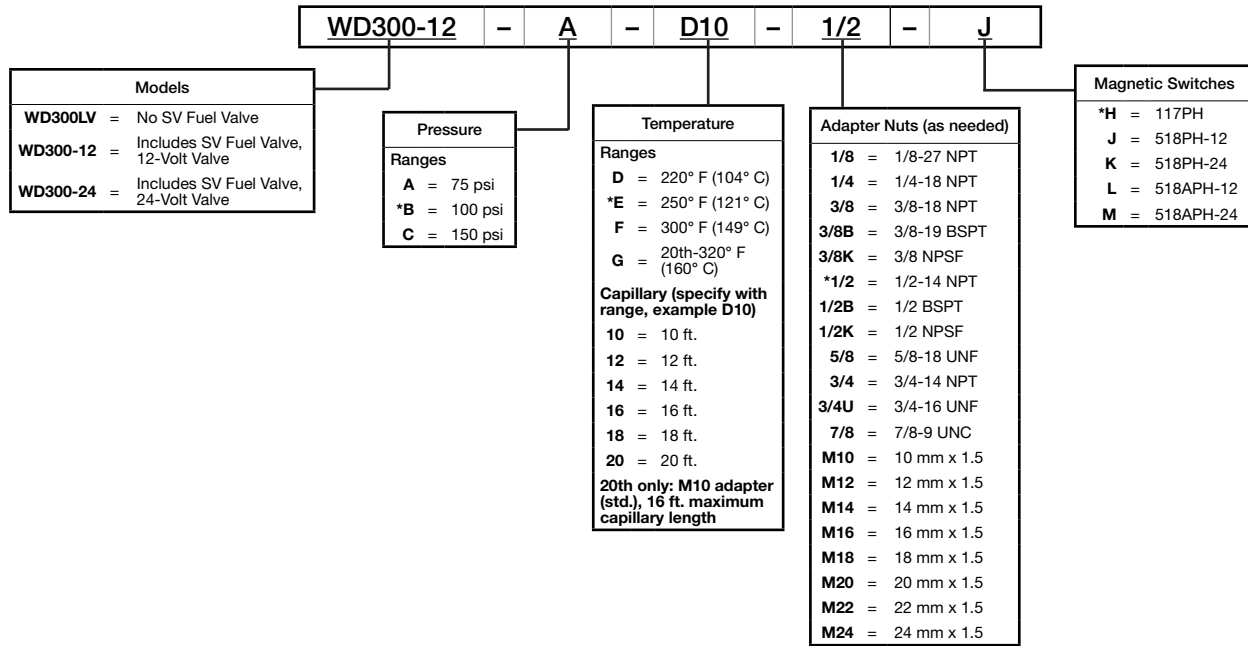 WD300-12 – A – D10 – 1/2 – J
Models
WD300LV = No SV Fuel Valve
WD300-12 = Includes SV Fuel Valve,
12-Volt Valve
WD300-24 = Includes SV Fuel Valve,
24-Volt Valve
Pressure
Ranges
A = 75 psi
*B = 100 psi
C = 150 psi
Temperature
Ranges
D = 220° F (104° C)
*E = 250° F (121° C)
F = 300° F (149° C)
G = 20th-320° F
(160° C)
Capillary (specify with
range, example D10)
10 = 10 ft.
12 = 12 ft.
14 = 14 ft.
16 = 16 ft.
18 = 18 ft.
20 = 20 ft.
20th only: M10 adapter
(std.), 16 ft. maximum
capillary length
Adapter Nuts (as needed)
1/8 = 1/8-27 NPT
1/4 = 1/4-18 NPT
3/8 = 3/8-18 NPT
3/8B = 3/8-19 BSPT
3/8K = 3/8 NPSF
*1/2 = 1/2-14 NPT
1/2B = 1/2 BSPT
1/2K = 1/2 NPSF
5/8 = 5/8-18 UNF
3/4 = 3/4-14 NPT
3/4U = 3/4-16 UNF
7/8 = 7/8-9 UNC
M10 = 10 mm x 1.5
M12 = 12 mm x 1.5
M14 = 14 mm x 1.5
M16 = 16 mm x 1.5
M18 = 18 mm x 1.5
M20 = 20 mm x 1.5
M22 = 22 mm x 1.5
M24 = 24 mm x 1.5
Magnetic Switches
*H = 117PH
J = 518PH-12
K = 518PH-24
L = 518APH-12
M = 518APH-24